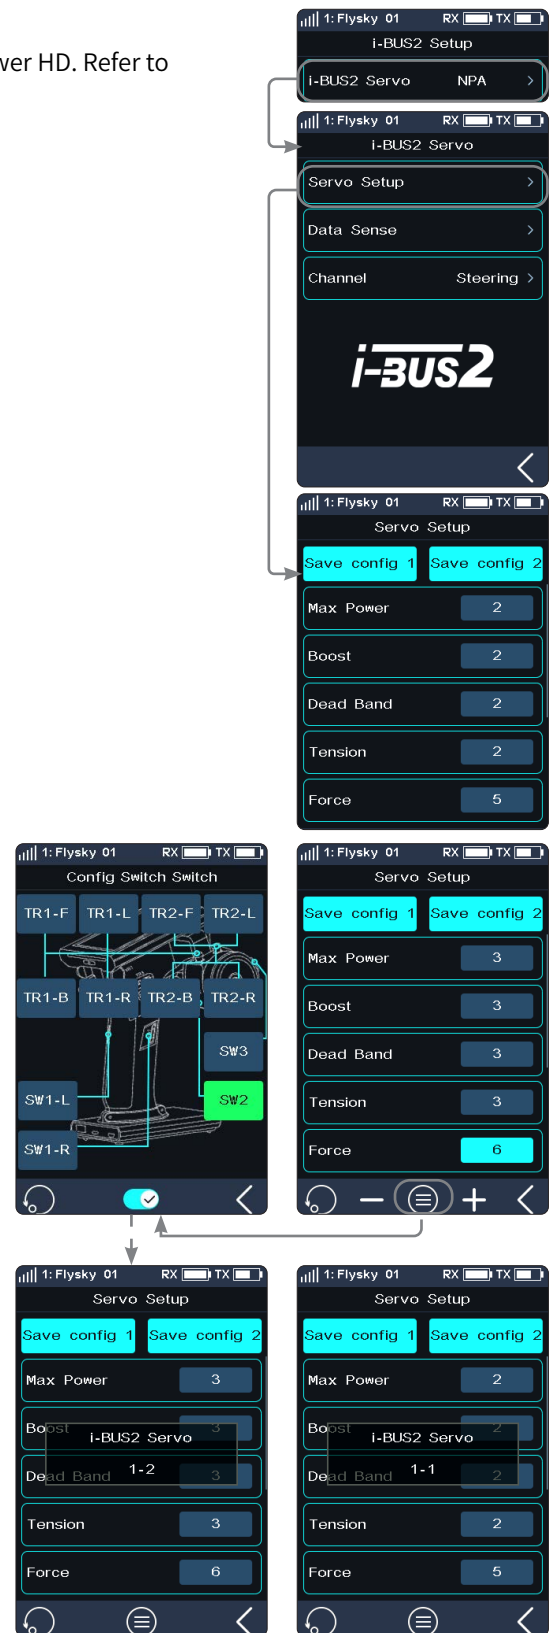 wer HD. Refer to
1: Flysky 01 RX TX
i-BUS2 Setup
i-BUS2 Servo NPA >
1: Flysky 01 RX TX
i-BUS2 Servo
Servo Setup >
Data Sense >
Channel Steering >
i-BUS2
1: Flysky 01 RX TX
Servo Setup
Save config 1 Save config 2
Max Power 2
Boost 2
Dead Band 2
Tension 2
Force 5
1: Flysky 01 RX TX
Config Switch Switch
TR1-F TR1-L TR2-F TR2-L
TR1-B TR1-R TR2-B TR2-R
SW3
SW1-L SW2
SW1-R
1: Flysky 01 RX TX
Servo Setup
Save config 1 Save config 2
Max Power 3
Boost 3
Dead Band 3
Tension 3
Force 6
1: Flysky 01 RX TX
Servo Setup
Save config 1 Save config 2
Max Power 3
Boost 3
i-BUS2 Servo
1-2
Dead Band 3
Tension 3
Force 6
1: Flysky 01 RX TX
Servo Setup
Save config 1 Save config 2
Max Power 2
Boost 2
i-BUS2 Servo
1-1
Dead Band 2
Tension 2
Force 5